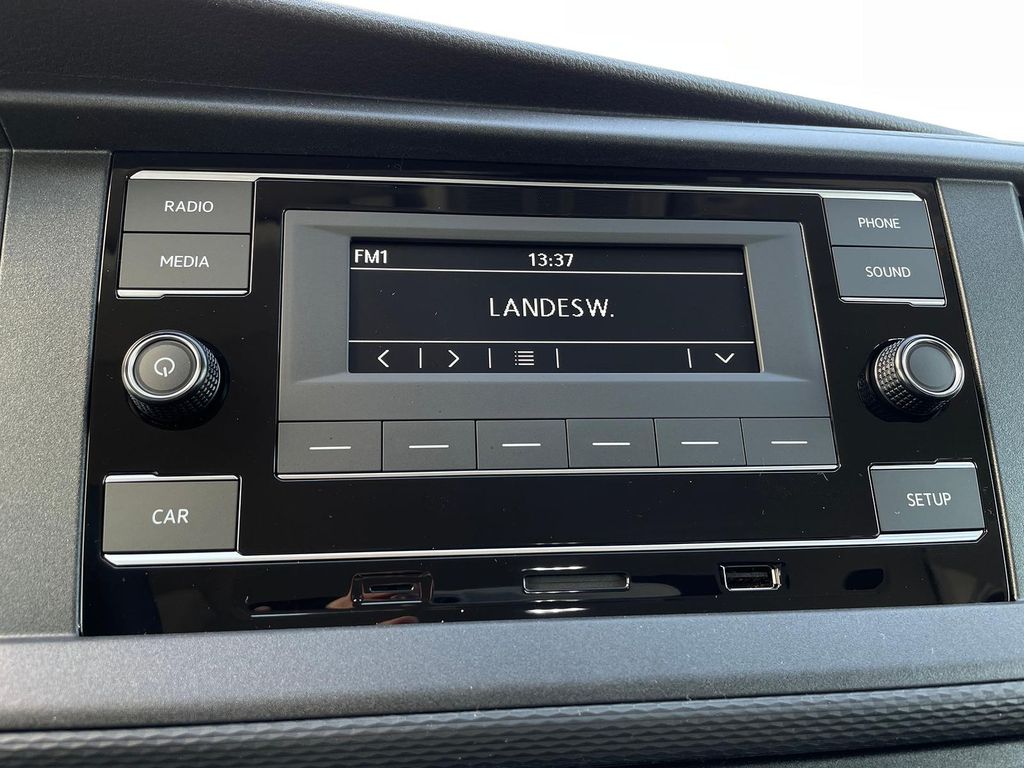 RADIO
MEDIA
FM1 13:37
LANDESW.
PHONE
SOUND
CAR
SETUP